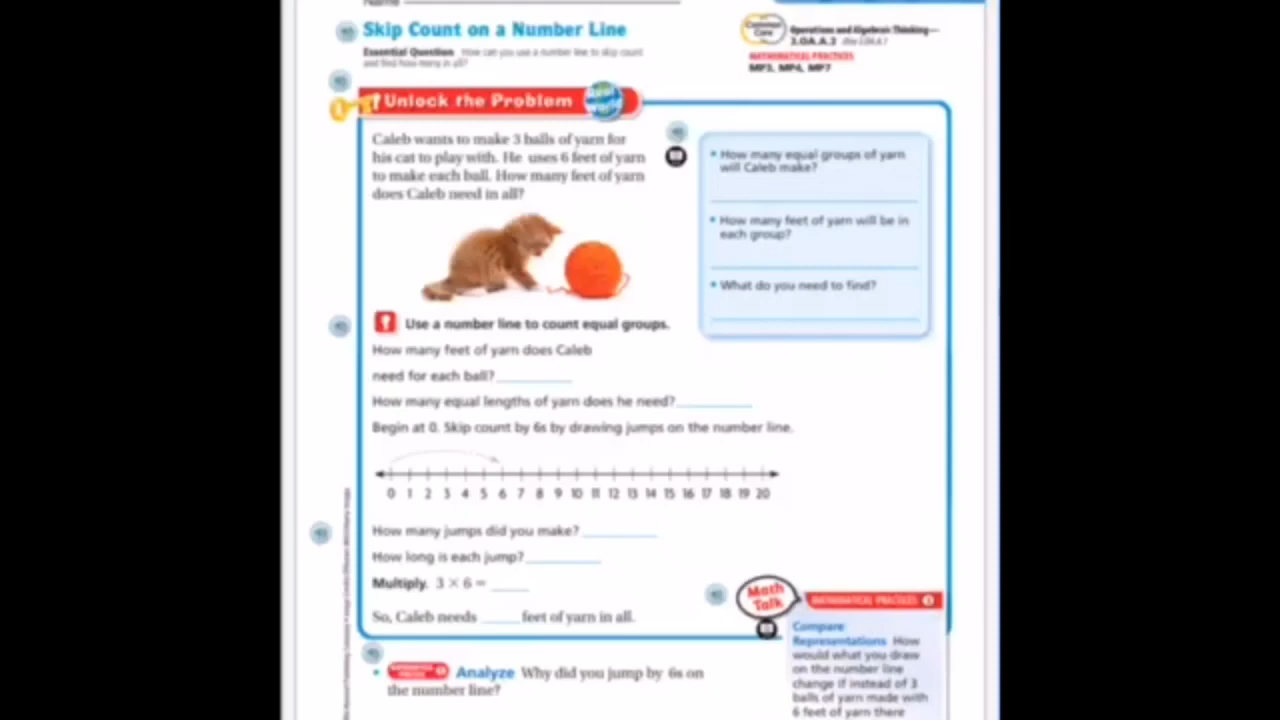 Name
Skip Count on a Number Line
Essential Question How can you use a number line to skip count
and find how many in all?
Common
Core
Operations and Algebraic Thinking—
3.OA.A.3
MATHEMATICAL PRACTICES
MP3, MP4, MP7
Unlock the Problem
Real
World
Caleb wants to make 3 balls of yarn for
his cat to play with. He uses 6 feet of yarn
to make each ball. How many feet of yarn
does Caleb need in all?
• How many equal groups of yarn
will Caleb make?
• How many feet of yarn will be in
each group?
• What do you need to find?
Use a number line to count equal groups.
How many feet of yarn does Caleb
need for each ball?
How many equal lengths of yarn does he need?
Begin at 0. Skip count by 6s by drawing jumps on the number line.
0 1 2 3 4 5 6 7 8 9 10 11 12 13 14 15 16 17 18 19 20
How many jumps did you make?
How long is each jump?
Multiply. 3 × 6 =
So, Caleb needs feet of yarn in all.
Math
Talk
MATHEMATICAL PRACTICES
Compare
Representations How
would what you draw
on the number line
change if instead of 3
balls of yarn made with
6 feet of yarn there
• MATHEMATICAL
PRACTICE
Analyze Why did you jump by 6s on
the number line?